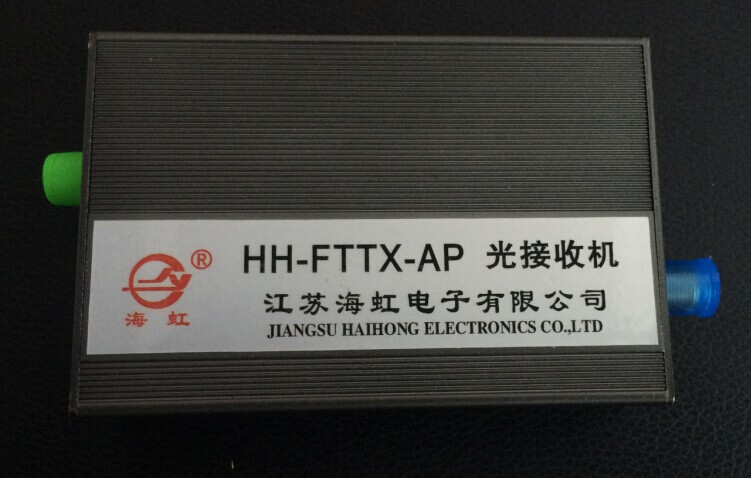 HH-FTTX-AP 光接收机
®
海虹
江苏海虹电子有限公司
JIANGSU HAIHONG ELECTRONICS CO.,LTD